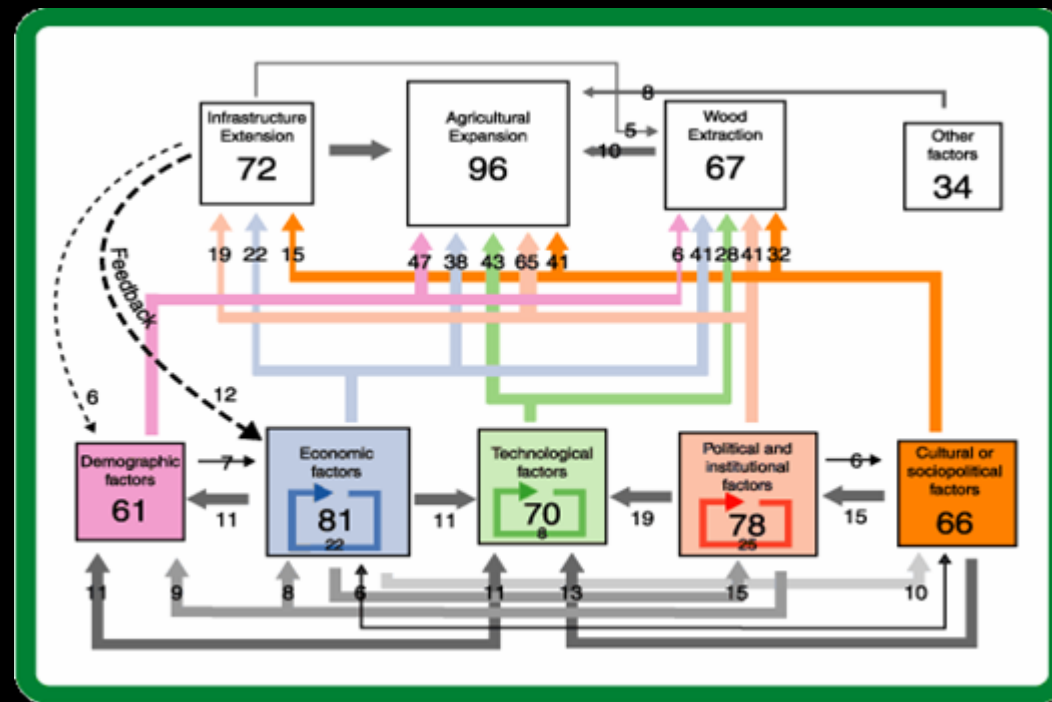 8
Infrastructure
Extension
72
Agricultural
Expansion
96
5
10
Wood
Extraction
67
Other
factors
34
19 22 15
47 38 43 65 41
6 41 28 41 32
Feedback
6
12
Demographic
factors
61
7
11
Economic
factors
81
22
11
Technological
factors
70
8
19
Political and
institutional
factors
78
25
6
15
Cultural or
sociopolitical
factors
66
11 9 8 6 11 13 15 10